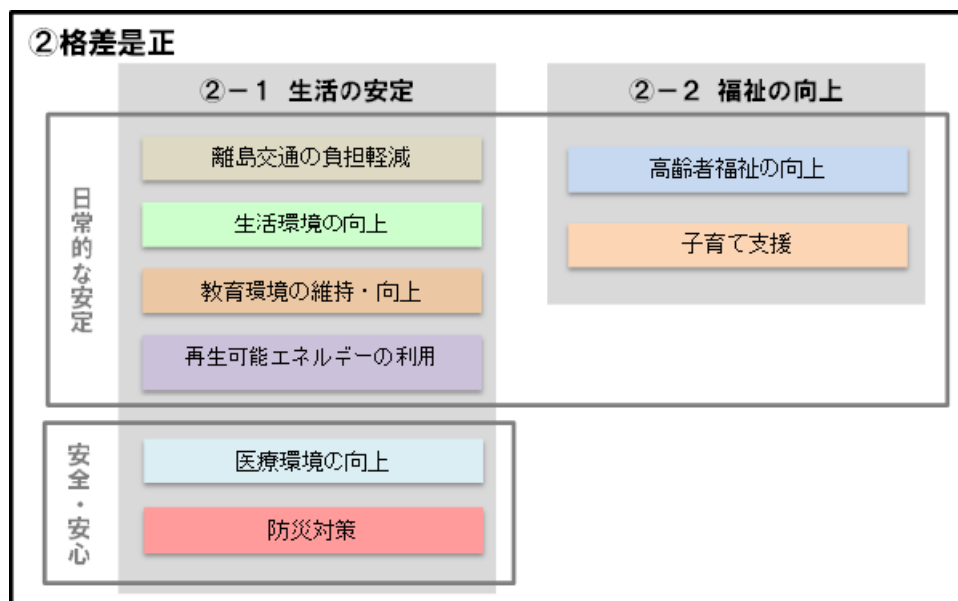 ②格差是正
②－１ 生活の安定
②－２ 福祉の向上
日常的な安定
離島交通の負担軽減
生活環境の向上
教育環境の維持・向上
再生可能エネルギーの利用
高齢者福祉の向上
子育て支援
安全・安心
医療環境の向上
防災対策